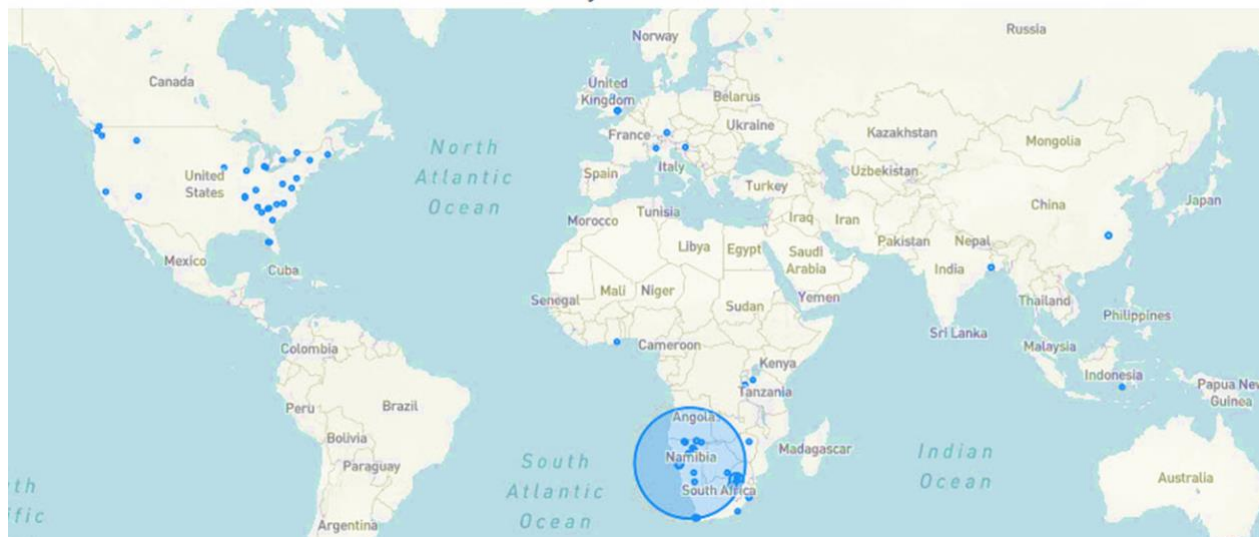 Norway
Russia
Canada
United
Kingdom
Belarus
Ukraine
France
Kazakhstan
Mongolia
North
Atlantic
Ocean
Italy
Uzbekistan
United
States
Spain
Turkey
China
Japan
Morocco
Tunisia
Iraq
Iran
Pakistan
Nepal
Libya
Egypt
Saudi
Arabia
India
Mexico
Cuba
Mali
Niger
Senegal
Sudan
Yemen
Thailand
Philippines
Sri Lanka
Colombia
Cameroon
Malaysia
Kenya
Indonesia
Tanzania
Papua New
Guinea
Peru
Brazil
Angola
Bolivia
Madagascar
Namibia
Indian
Ocean
South
Atlantic
Ocean
Paraguay
South Africa
Australia
Argentina